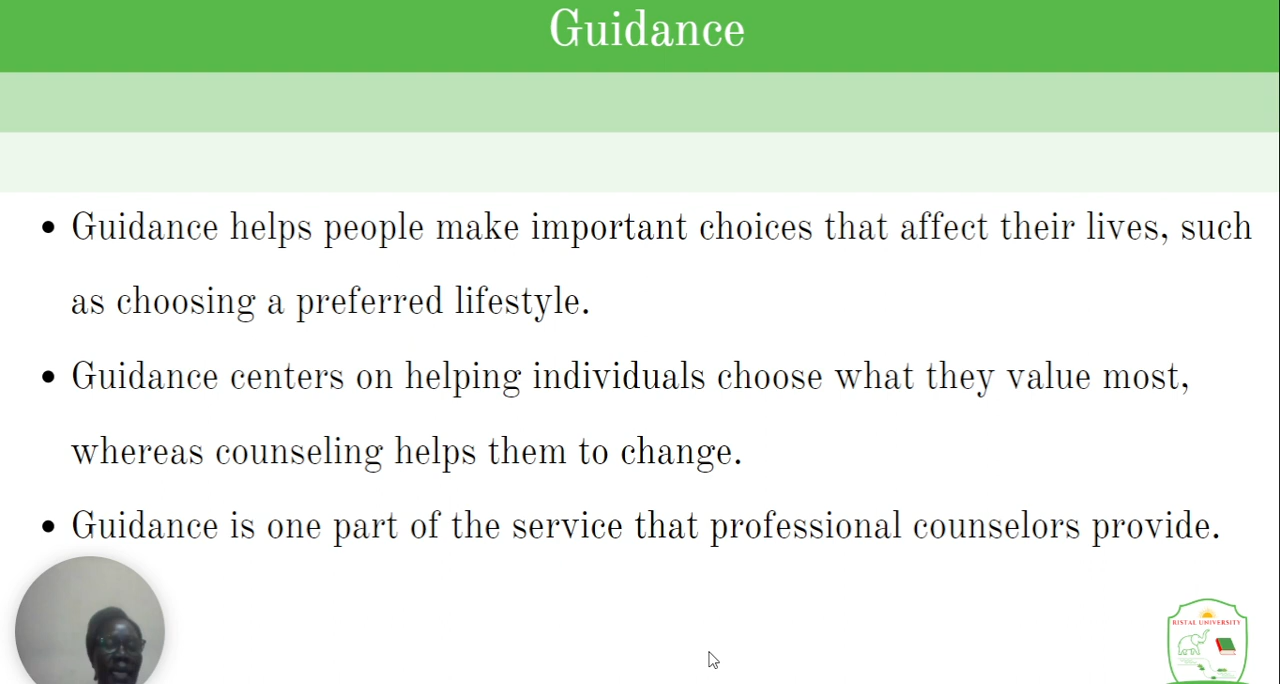 Guidance
• Guidance helps people make important choices that affect their lives, such
as choosing a preferred lifestyle.
• Guidance centers on helping individuals choose what they value most,
whereas counseling helps them to change.
• Guidance is one part of the service that professional counselors provide.
RISTAL UNIVERSITY